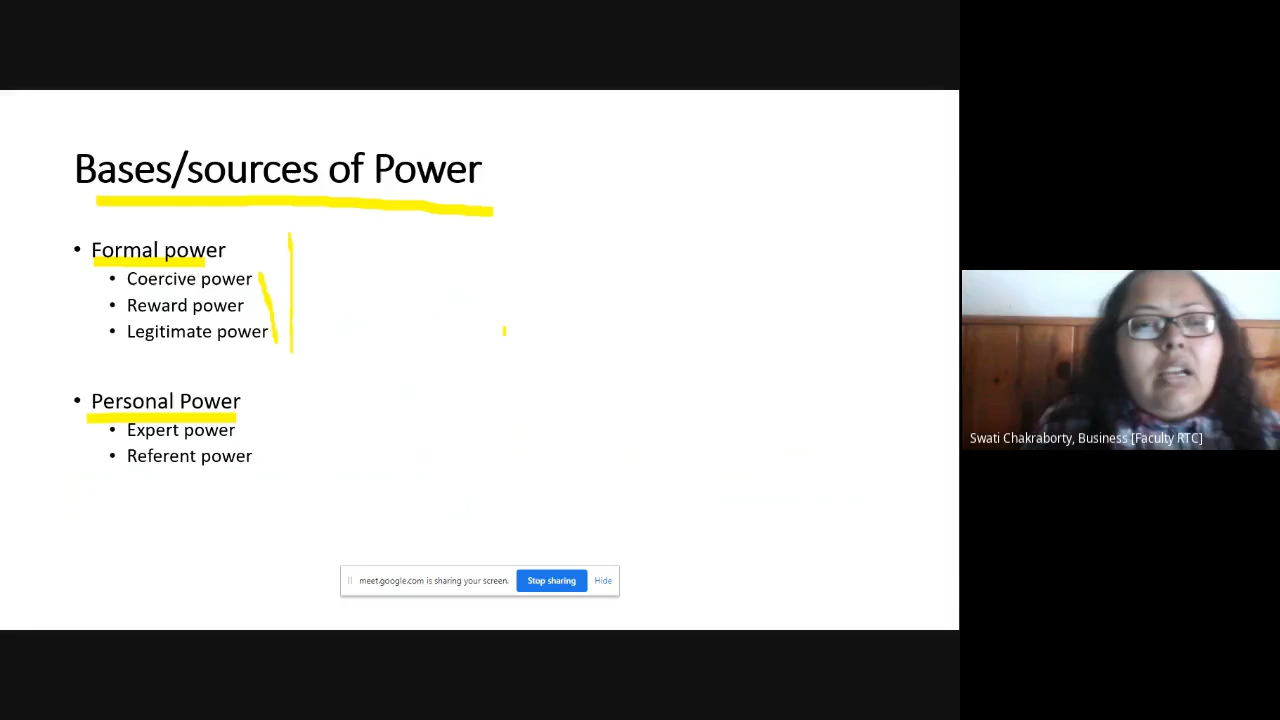 Bases/sources of Power
• Formal power
• Coercive power
• Reward power
• Legitimate power
• Personal Power
• Expert power
• Referent power
meet.google.com is sharing your screen.
Stop sharing
Hide
Swati Chakraborty, Business [Faculty RTC]